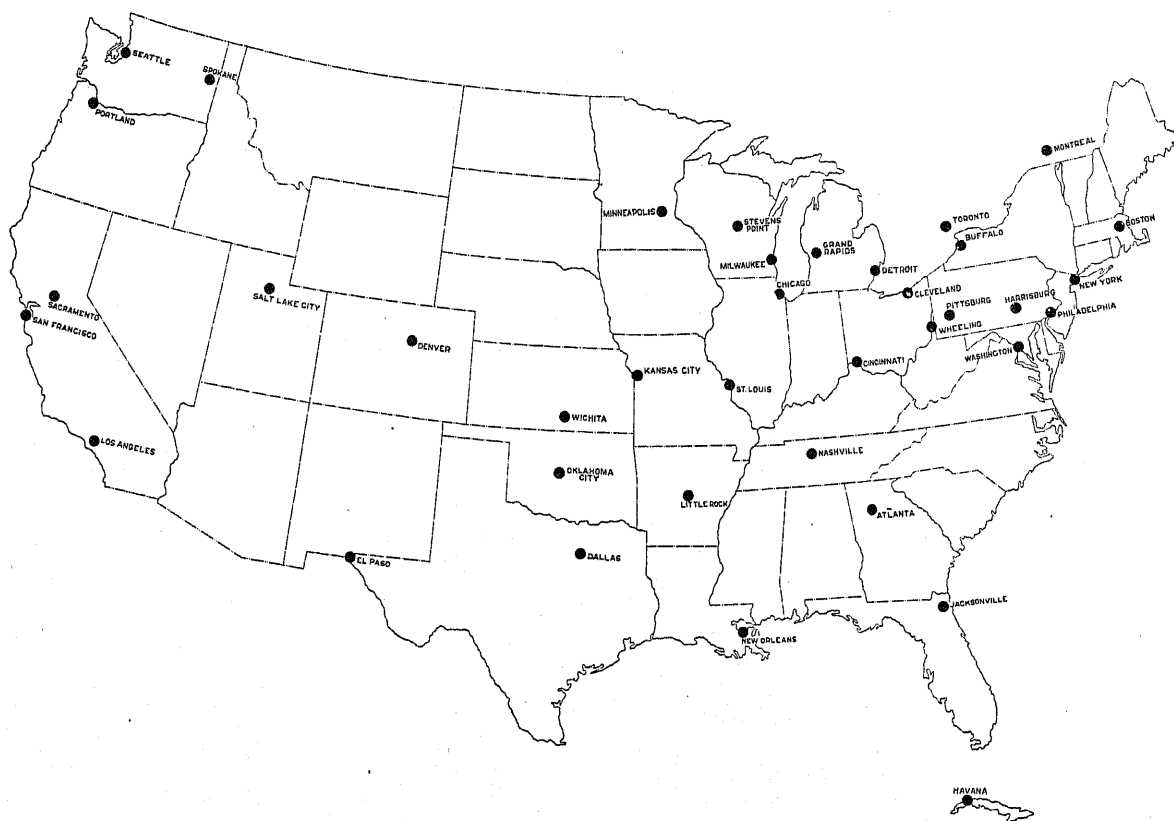 SEATTLE
SPOKANE
PORTLAND
MONTREAL
MINNEAPOLIS
STEVENS
POINT
TORONTO
BOSTON
BUFFALO
GRAND
RAPIDS
MILWAUKEE
DETROIT
NEW YORK
CHICAGO
CLEVELAND
SALT LAKE CITY
SACRAMENTO
PITTSBURG
HARRISBURG
PHILADELPHIA
SAN FRANCISCO
WHEELING
DENVER
WASHINGTON
CINCINNATI
KANSAS CITY
ST. LOUIS
WICHITA
LOS ANGELES
NASHVILLE
OKLAHOMA
CITY
LITTLE ROCK
ATLANTA
DALLAS
EL PASO
JACKSONVILLE
NEW ORLEANS
HAVANA